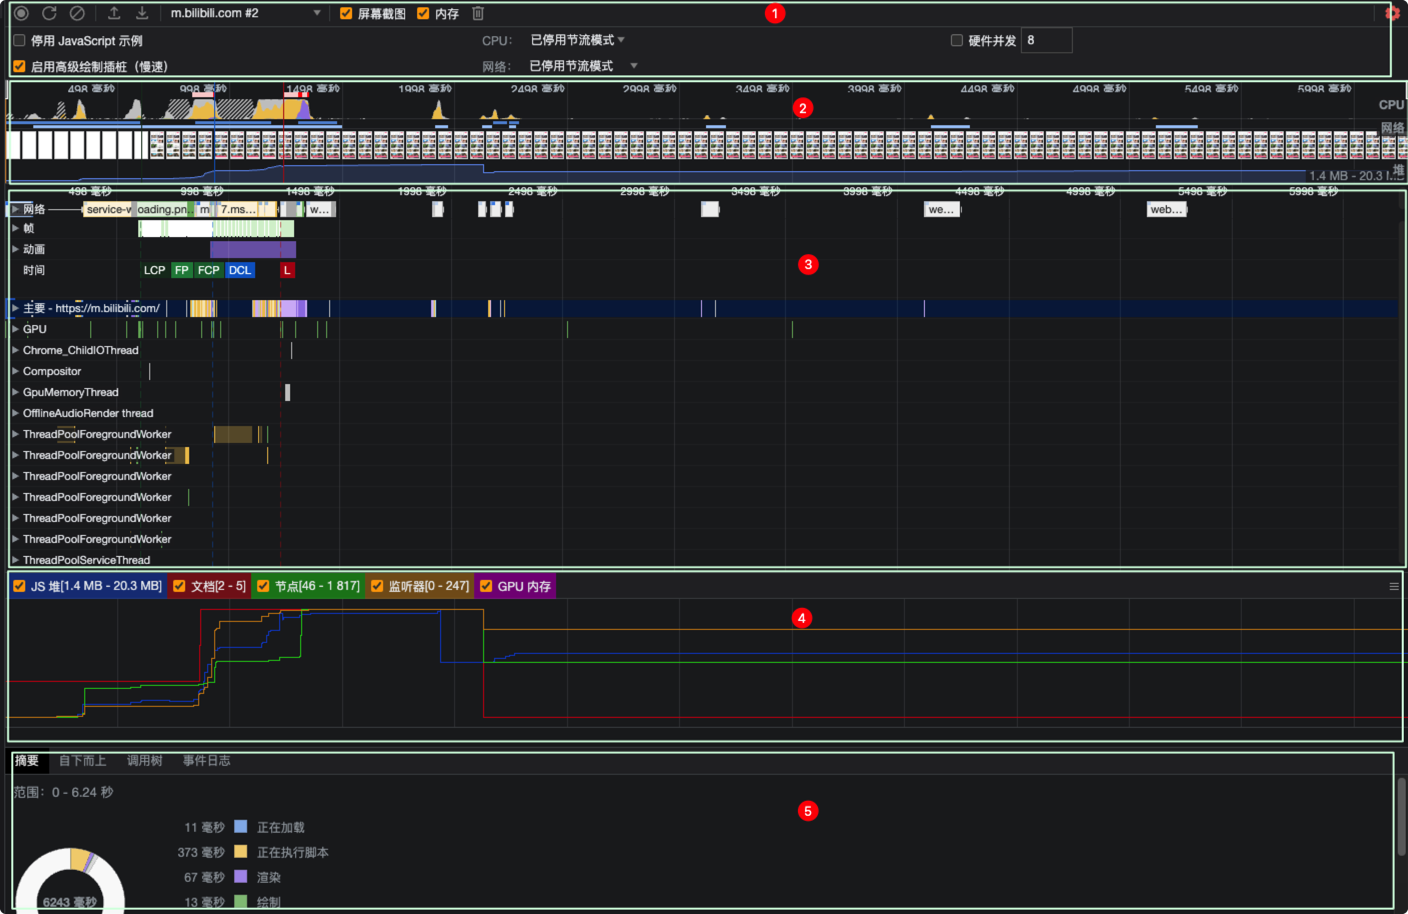 m.bilibili.com #2 屏幕截图 内存 1
停用 JavaScript 示例 CPU: 已停用节流模式 硬件并发 8
启用高级绘制插桩（慢速） 网络: 已停用节流模式
498 毫秒 998 毫秒 1498 毫秒 1998 毫秒 2498 毫秒 2998 毫秒 3498 毫秒 3998 毫秒 4498 毫秒 4998 毫秒 5498 毫秒 5998 毫秒
CPU
2
网络
堆
1.4 MB - 20.3
498 毫秒 998 毫秒 1498 毫秒 1998 毫秒 2498 毫秒 2998 毫秒 3498 毫秒 3998 毫秒 4498 毫秒 4998 毫秒 5498 毫秒 5998 毫秒
网络 service-w oading.pn... m 7.ms... w... we... web...
帧
动画
3
时间 LCP FP FCP DCL L
主要 - https://m.bilibili.com/
GPU
Chrome_ChildIOThread
Compositor
GpuMemoryThread
OfflineAudioRender thread
ThreadPoolForegroundWorker
ThreadPoolForegroundWorker
ThreadPoolForegroundWorker
ThreadPoolForegroundWorker
ThreadPoolForegroundWorker
ThreadPoolForegroundWorker
ThreadPoolServiceThread
JS 堆[1.4 MB - 20.3 MB] 文档[2 - 5] 节点[46 - 1 817] 监听器[0 - 247] GPU 内存
4
摘要 自下而上 调用树 事件日志
范围: 0 - 6.24 秒
5
11 毫秒 正在加载
373 毫秒 正在执行脚本
67 毫秒 渲染
13 毫秒 绘制
6243 毫秒